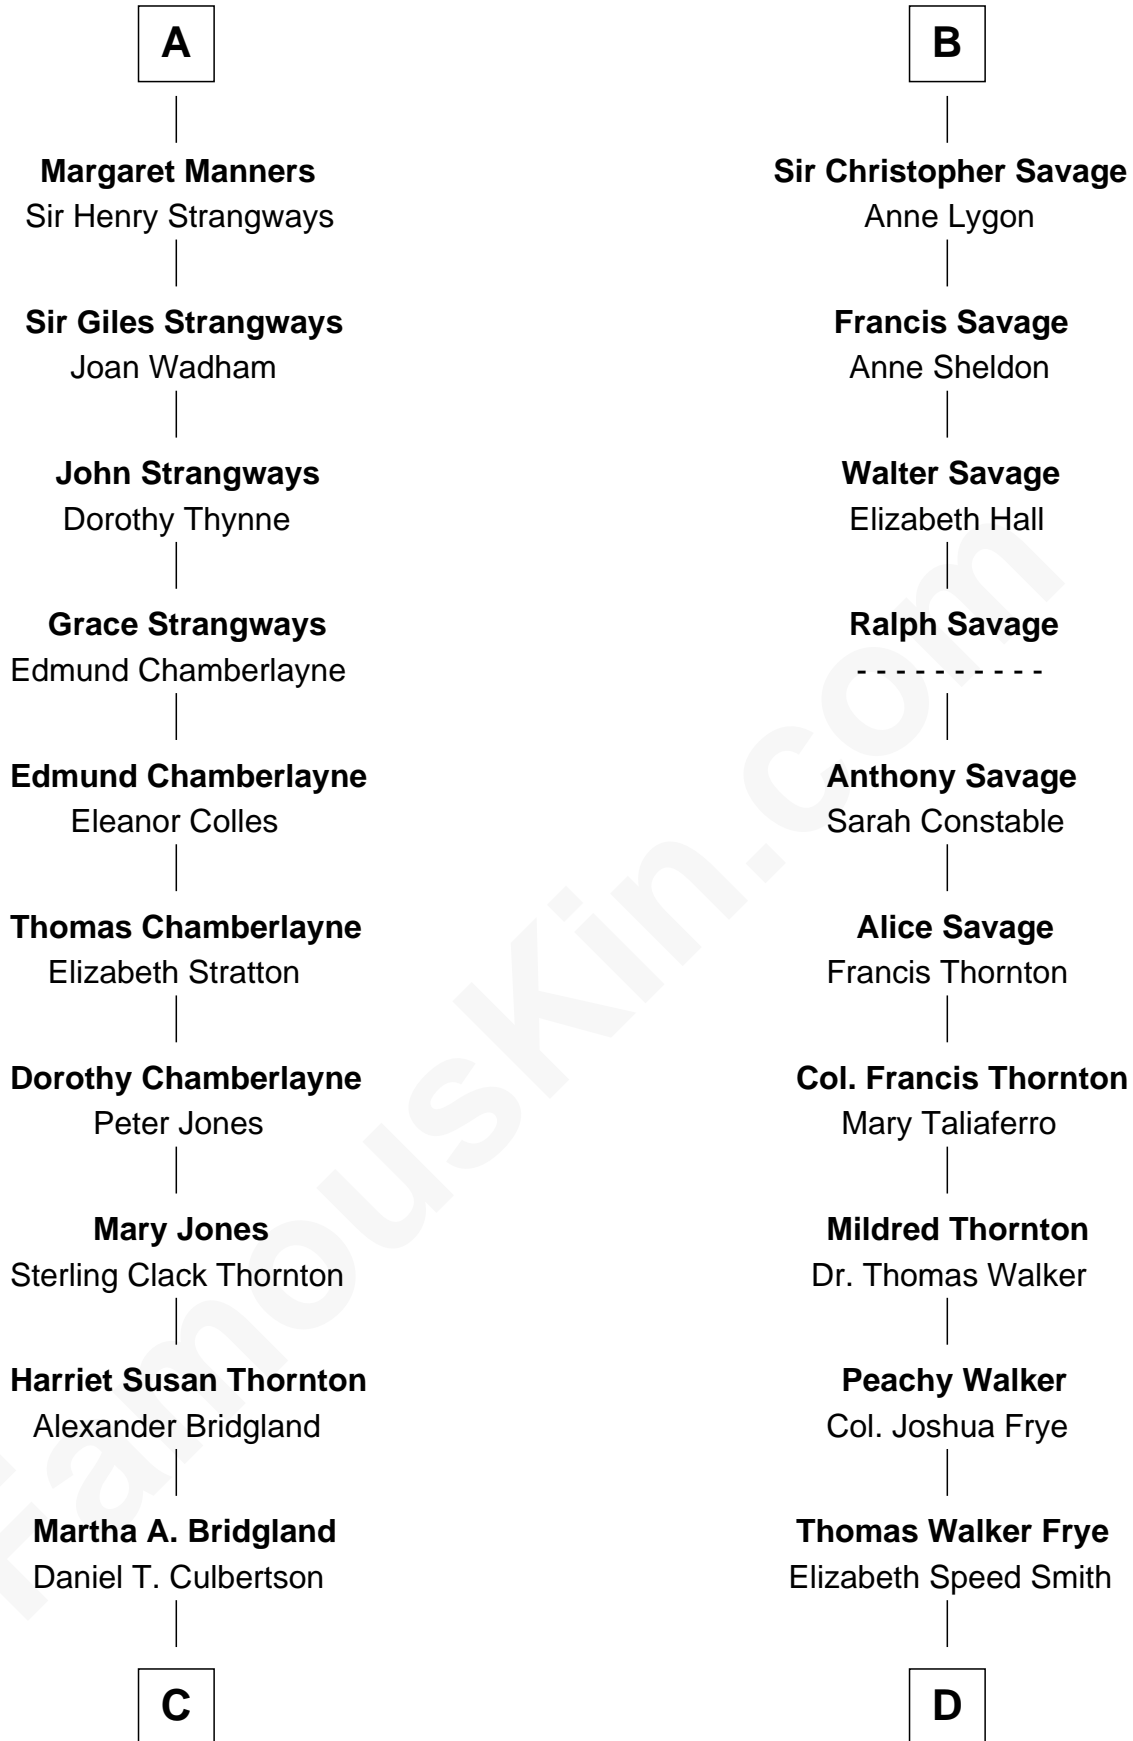 A
Margaret Manners
Sir Henry Strangways
Sir Giles Strangways
Joan Wadham
John Strangways
Dorothy Thynne
Grace Strangways
Edmund Chamberlayne
Edmund Chamberlayne
Eleanor Colles
Thomas Chamberlayne
Elizabeth Stratton
Dorothy Chamberlayne
Peter Jones
Mary Jones
Sterling Clack Thornton
Harriet Susan Thornton
Alexander Bridgland
Martha A. Bridgland
Daniel T. Culbertson
C
B
Sir Christopher Savage
Anne Lygon
Francis Savage
Anne Sheldon
Walter Savage
Elizabeth Hall
Ralph Savage
- - - - - - - - - -
Anthony Savage
Sarah Constable
Alice Savage
Francis Thornton
Col. Francis Thornton
Mary Taliaferro
Mildred Thornton
Dr. Thomas Walker
Peachy Walker
Col. Joshua Frye
Thomas Walker Frye
Elizabeth Speed Smith
D
FamousKin.com